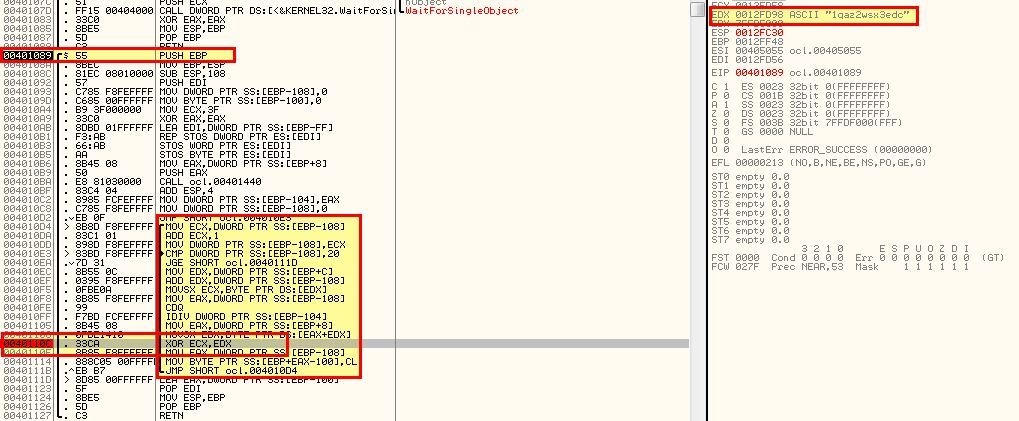 00401078 . 51 PUSH ECX hObject
0040107C . FF15 00404000 CALL DWORD PTR DS:[<&KERNEL32.WaitForSin WaitForSingleObject
00401083 . 33C0 XOR EAX,EAX
. 8BE5 MOV ESP,EBP
. 5D POP EBP
. C3 RETN
00401089 $ 55 PUSH EBP
0040108A . 8BEC MOV EBP,ESP
0040108C . 81EC 08010000 SUB ESP,108
00401092 . 57 PUSH EDI
00401093 . C785 F8FEFFFF MOV DWORD PTR SS:[EBP-108],0
0040109D . C685 00FFFFFF MOV BYTE PTR SS:[EBP-100],0
004010A4 . B9 3F000000 MOV ECX,3F
004010A9 . 33C0 XOR EAX,EAX
004010AB . 8DBD 01FFFFFF LEA EDI,DWORD PTR SS:[EBP-FF]
004010B1 . F3:AB REP STOS DWORD PTR ES:[EDI]
004010B3 . 66:AB STOS WORD PTR ES:[EDI]
004010B5 . AA STOS BYTE PTR ES:[EDI]
004010B6 . 8B45 08 MOV EAX,DWORD PTR SS:[EBP+8]
004010B9 . 50 PUSH EAX
004010BA . E8 81030000 CALL ocl.00401440
004010BF . 83C4 04 ADD ESP,4
004010C2 . 8985 FCFEFFFF MOV DWORD PTR SS:[EBP-104],EAX
004010C8 . C785 F8FEFFFF MOV DWORD PTR SS:[EBP-108],0
004010D2 . EB 0F JMP SHORT ocl.004010E3
004010D4 > 8B8D F8FEFFFF MOV ECX,DWORD PTR SS:[EBP-108]
004010DA . 83C1 01 ADD ECX,1
004010DD . 898D F8FEFFFF MOV DWORD PTR SS:[EBP-108],ECX
004010E3 > 83BD F8FEFFFF CMP DWORD PTR SS:[EBP-108],20
004010EA . 7D 31 JGE SHORT ocl.0040111D
004010EC . 8B55 0C MOV EDX,DWORD PTR SS:[EBP+C]
004010EF . 0395 F8FEFFFF ADD EDX,DWORD PTR SS:[EBP-108]
004010F5 . 0FBE0A MOVSX ECX,BYTE PTR DS:[EDX]
004010F8 . 8B85 F8FEFFFF MOV EAX,DWORD PTR SS:[EBP-108]
004010FE . 99 CDQ
004010FF . F7BD FCFEFFFF IDIV DWORD PTR SS:[EBP-104]
00401105 . 8B45 08 MOV EAX,DWORD PTR SS:[EBP+8]
. 0FBE1410 MOVSX EDX,BYTE PTR DS:[EAX+EDX]
0040110C . 33CA XOR ECX,EDX
0040110E . 8B85 F8FEFFFF MOV EAX,DWORD PTR SS:[EBP-108]
00401114 . 888C05 00FFFFF MOV BYTE PTR SS:[EBP+EAX-100],CL
0040111B . EB B7 JMP SHORT ocl.004010D4
> 8D85 00FFFFFF LEA EAX,DWORD PTR SS:[EBP-100]
00401123 . 5F POP EDI
00401124 . 8BE5 MOV ESP,EBP
00401126 . 5D POP EBP
00401127 . C3 RETN
ECX 0012FD58
EDX 0012FD98 ASCII "1qaz2wsx3edc"
ESP 0012FC30
EBP 0012FF48
ESI 00405055 ocl.00405055
EDI 0012FD56
EIP 00401089 ocl.00401089
C 1 ES 0023 32bit 0(FFFFFFFF)
P 0 CS 001B 32bit 0(FFFFFFFF)
A 1 SS 0023 32bit 0(FFFFFFFF)
Z 0 DS 0023 32bit 0(FFFFFFFF)
S 0 FS 003B 32bit 7FFDF000(FFF)
T 0 GS 0000 NULL
D 0
O 0 LastErr ERROR_SUCCESS (00000000)
EFL 00000213 (NO,B,NE,BE,NS,PO,GE,G)
ST0 empty 0.0
ST1 empty 0.0
ST2 empty 0.0
ST3 empty 0.0
ST4 empty 0.0
ST5 empty 0.0
ST6 empty 0.0
ST7 empty 0.0
3 2 1 0 E S P U O Z D I
FST 0000 Cond 0 0 0 0 Err 0 0 0 0 0 0 0 0 (GT)
FCW 027F Prec NEAR,53 Mask 1 1 1 1 1 1